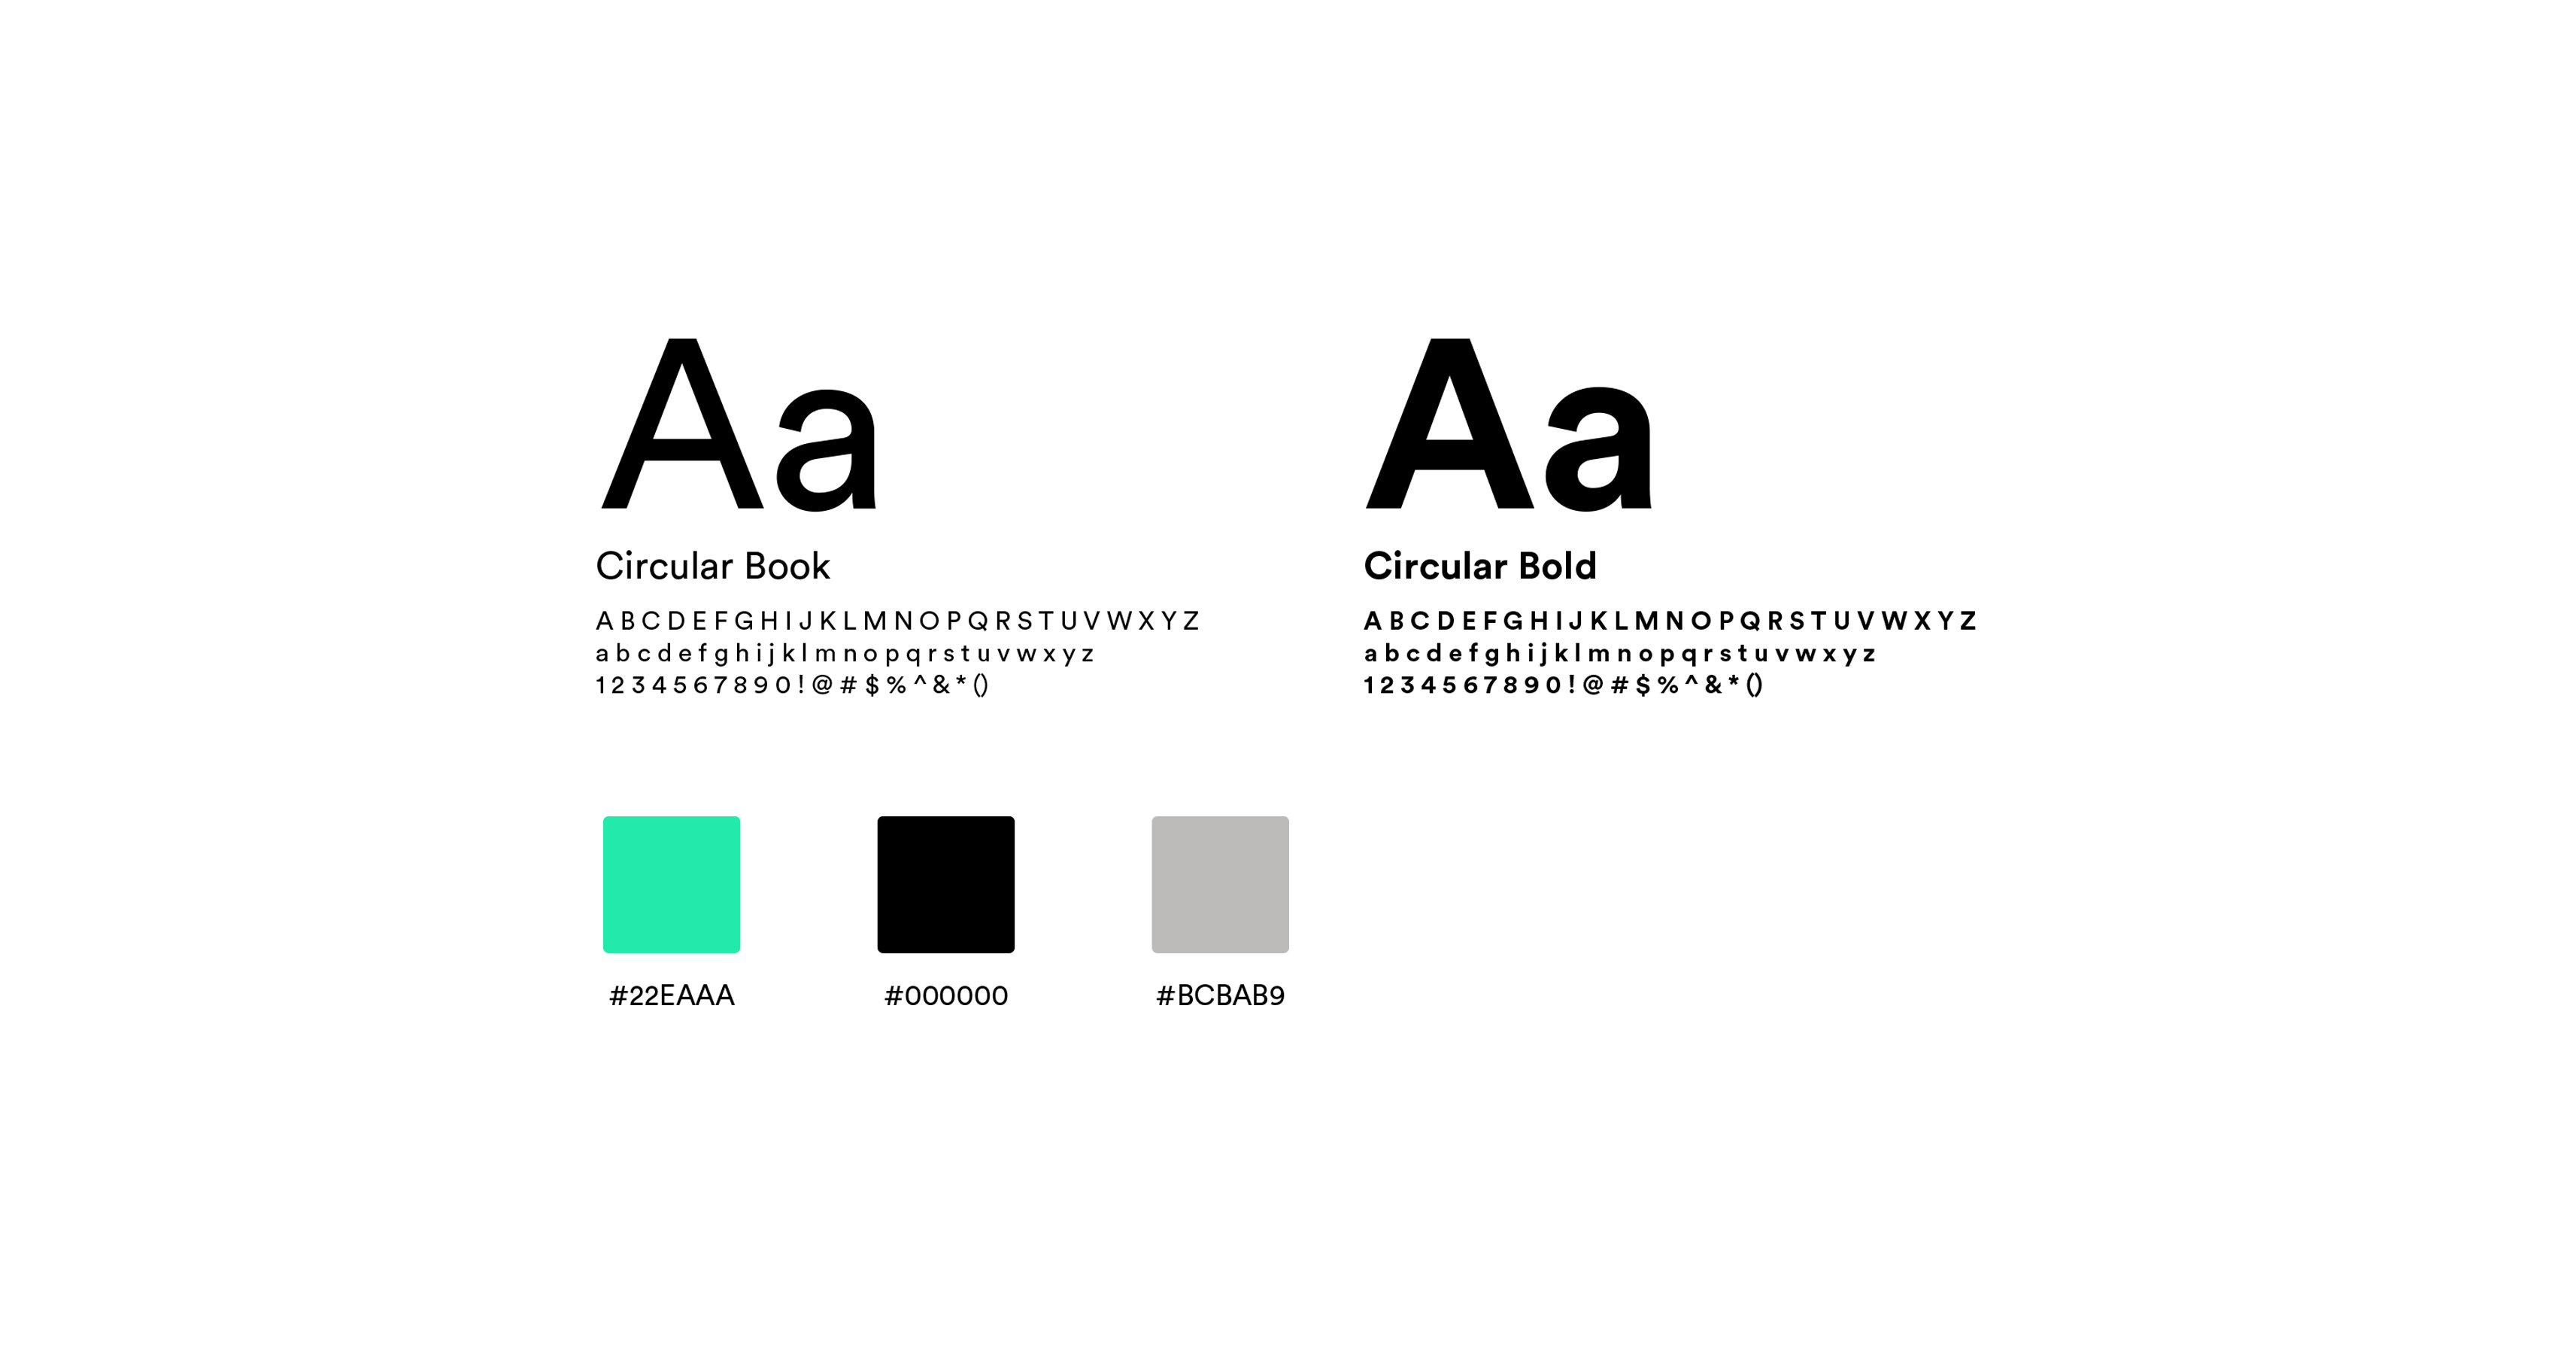 Aa
Circular Book
A B C D E F G H I J K L M N O P Q R S T U V W X Y Z
a b c d e f g h i j k l m n o p q r s t u v w x y z
1 2 3 4 5 6 7 8 9 0 ! @ # $ % ^ & * ()
Aa
Circular Bold
A B C D E F G H I J K L M N O P Q R S T U V W X Y Z
a b c d e f g h i j k l m n o p q r s t u v w x y z
1 2 3 4 5 6 7 8 9 0 ! @ # $ % ^ & * ()
#22EAAA
#000000
#BCBAB9